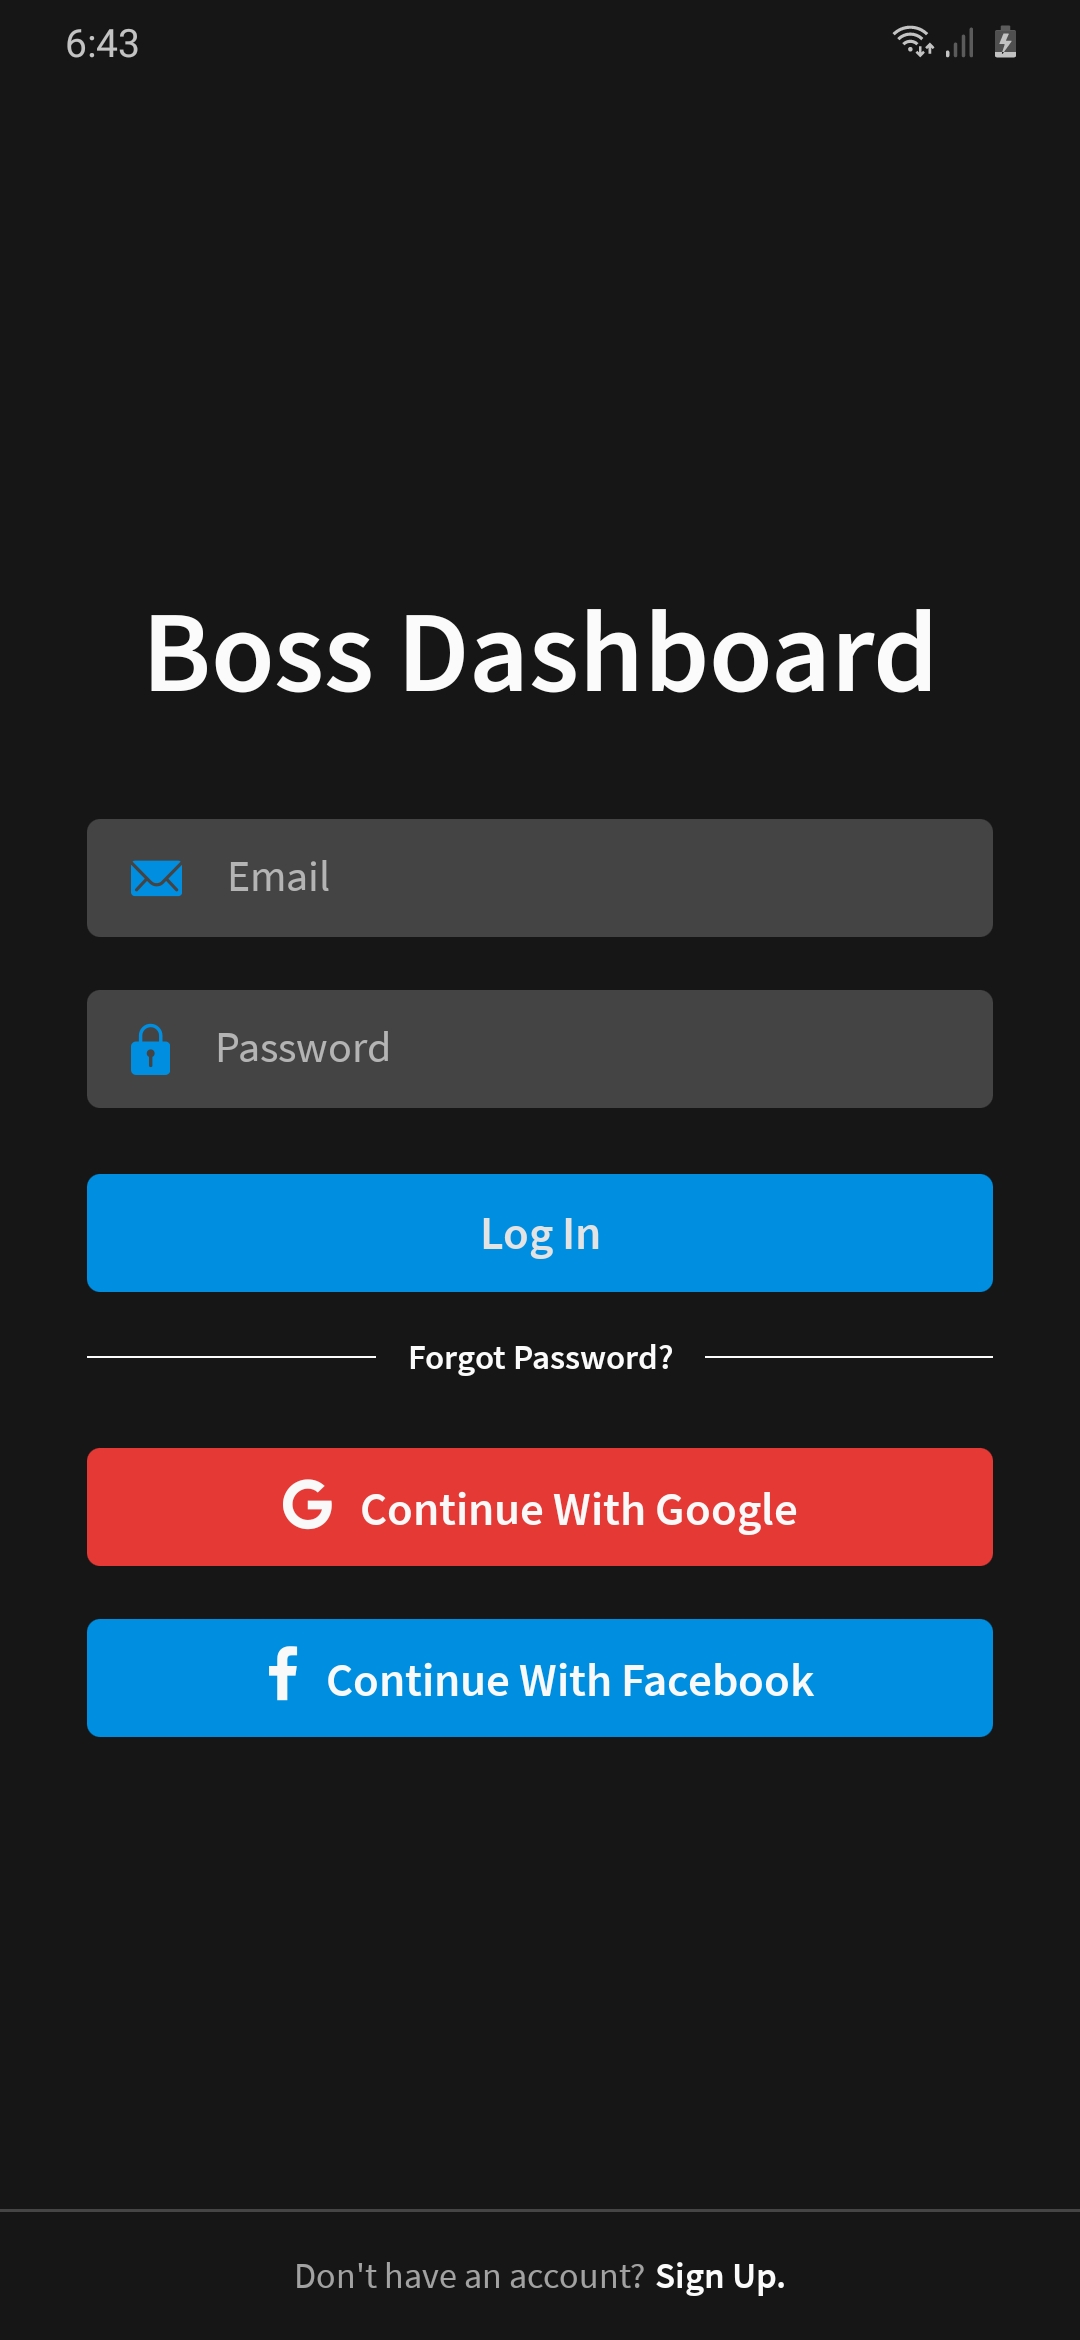 6:43
Boss Dashboard
Email
Password
Log In
Forgot Password?
Continue With Google
Continue With Facebook
Don't have an account? Sign Up.